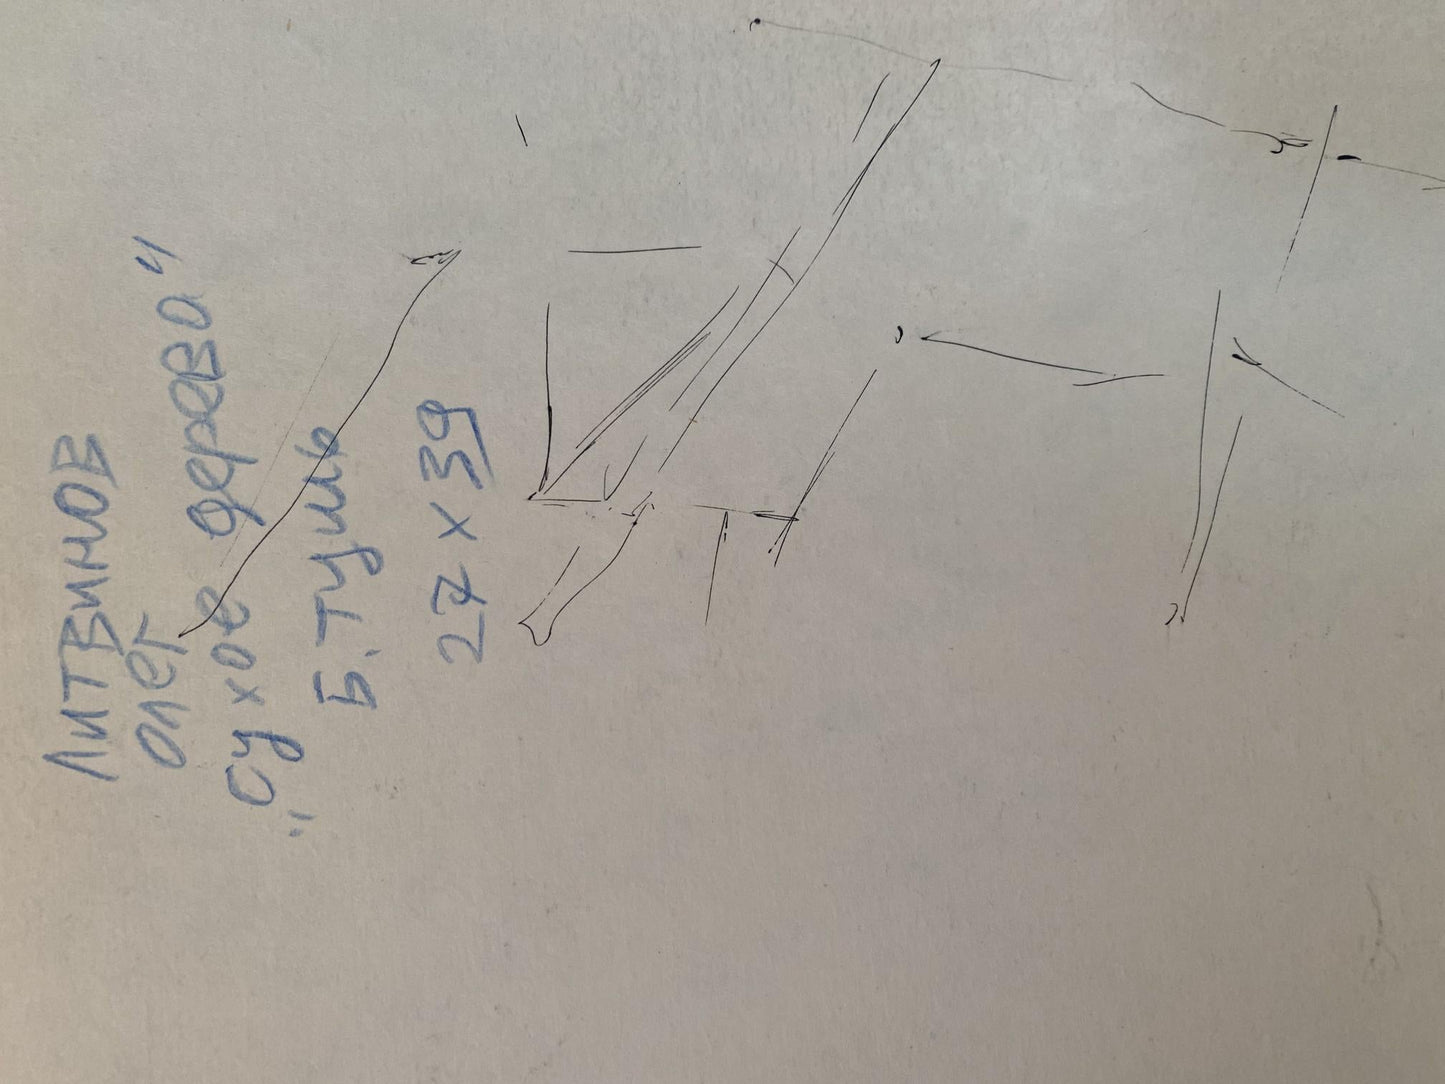 Литвинов
Олег
„Сухое дерево"
Б. тушь
27 х 39